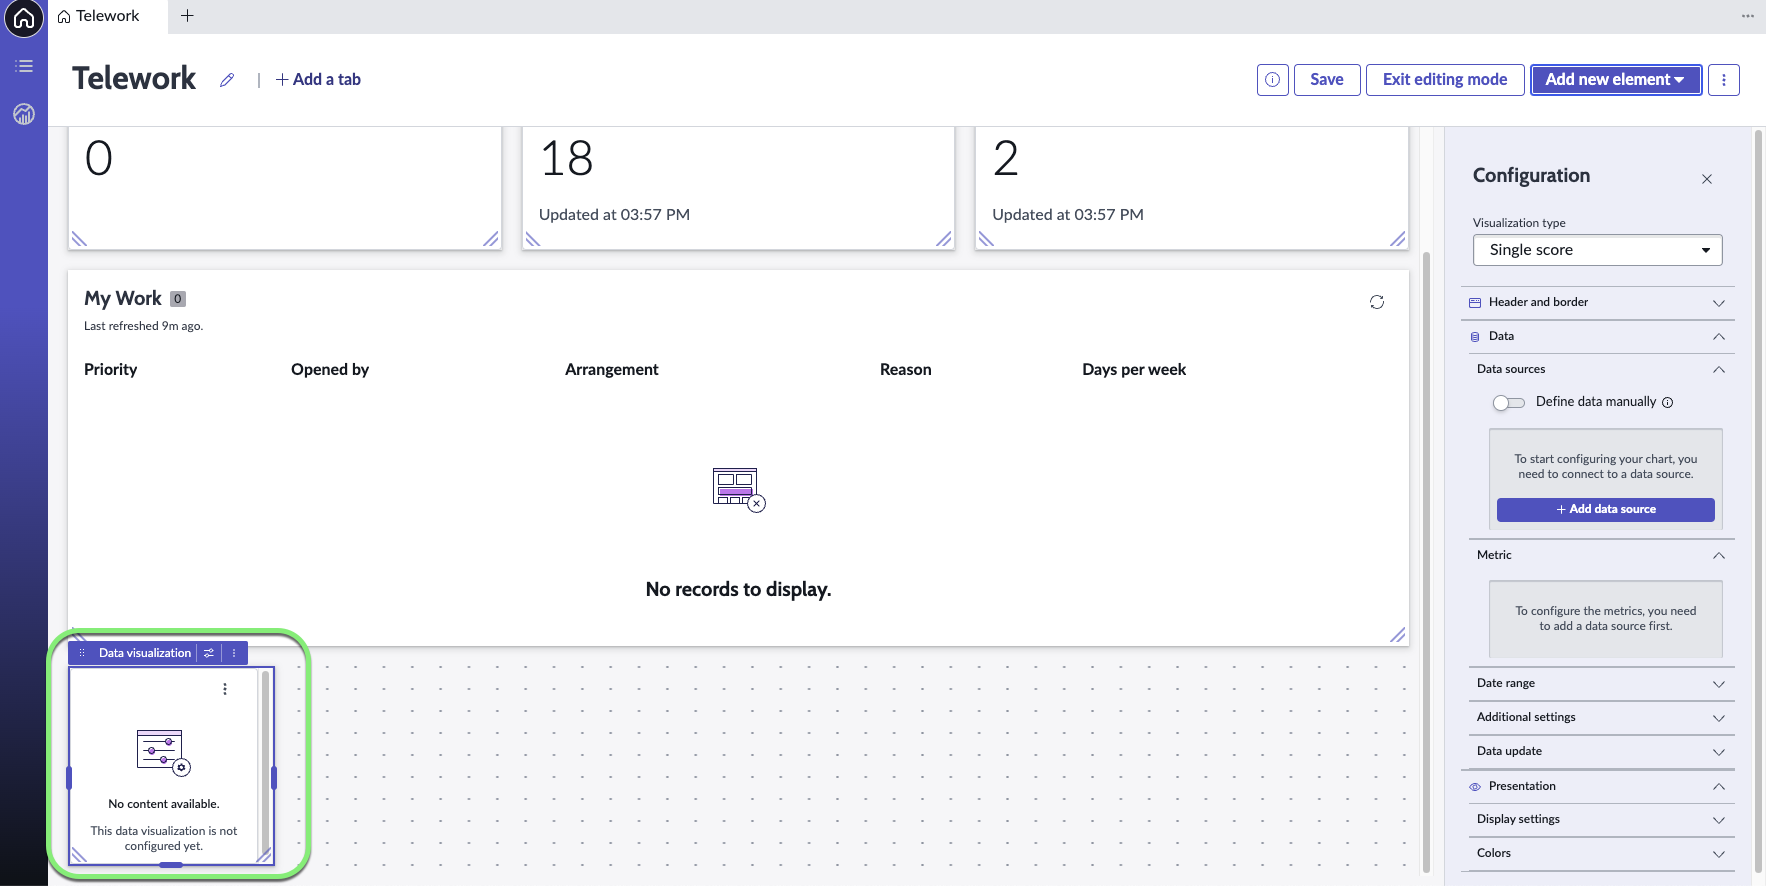 Telework
Telework
Add a tab
Save
Exit editing mode
Add new element
0
18
Updated at 03:57 PM
2
Updated at 03:57 PM
My Work 0
Last refreshed 9m ago.
Priority
Opened by
Arrangement
Reason
Days per week
No records to display.
Data visualization
No content available.
This data visualization is not
configured yet.
Configuration
Visualization type
Single score
Header and border
Data
Data sources
Define data manually
To start configuring your chart, you
need to connect to a data source.
+ Add data source
Metric
To configure the metrics, you need
to add a data source first.
Date range
Additional settings
Data update
Presentation
Display settings
Colors